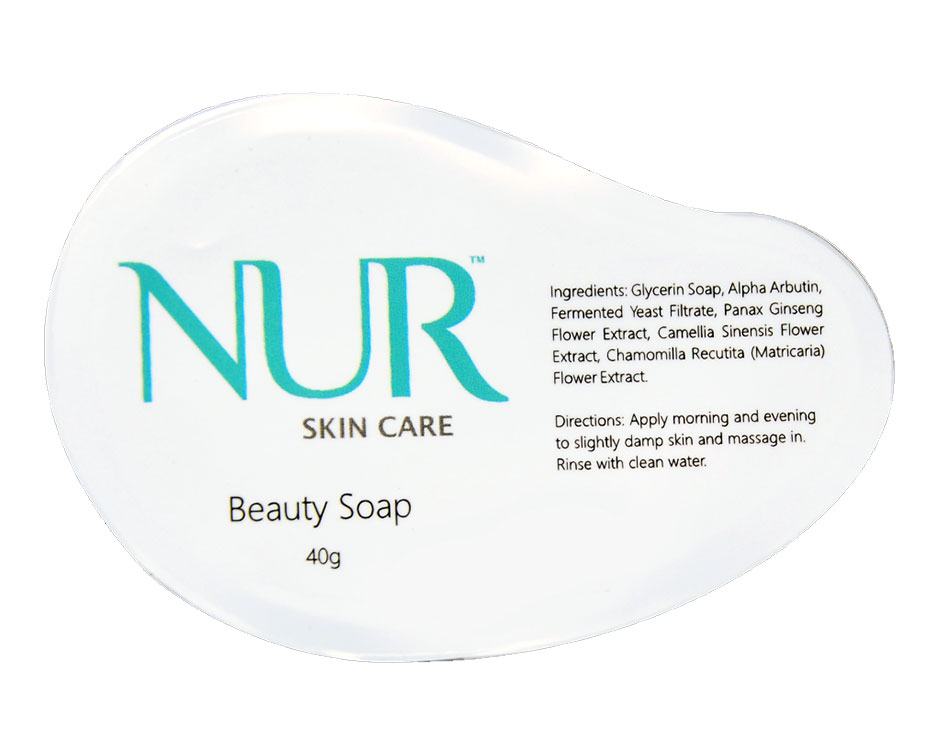 NUR™
SKIN CARE
Beauty Soap
40g
Ingredients: Glycerin Soap, Alpha Arbutin,
Fermented Yeast Filtrate, Panax Ginseng
Flower Extract, Camellia Sinensis Flower
Extract, Chamomilla Recutita (Matricaria)
Flower Extract.
Directions: Apply morning and evening
to slightly damp skin and massage in.
Rinse with clean water.